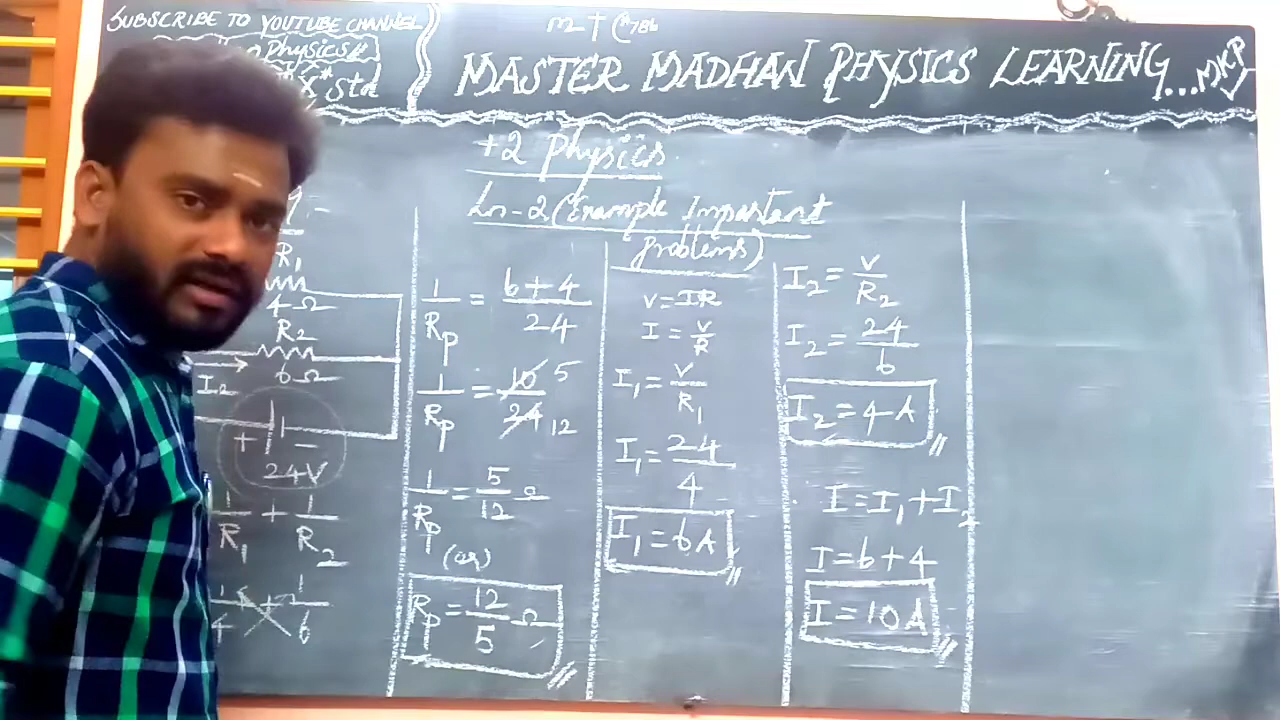 SUBSCRIBE TO YOUTUBE CHANNEL
Physics
X* Std
MASTER MADHAN PHYSICS LEARNING...MKP
+2 Physics
Ln-2 (Example Important
Problems)
R₁
4Ω
R₂
I₂
6Ω
+ -
24V
1/R₁ + 1/R₂
1/4 + 1/6
1/Rp = 6+4/24
1/Rp = 10/24 5/12
1/Rp = 5/12 Ω
(or)
Rp = 12/5 Ω
V=IR
I = V/R
I₁ = V/R₁
I₁ = 24/4
I₁ = 6A
I₂ = V/R₂
I₂ = 24/6
I₂ = 4A
I = I₁ + I₂
I = 6+4
I = 10A